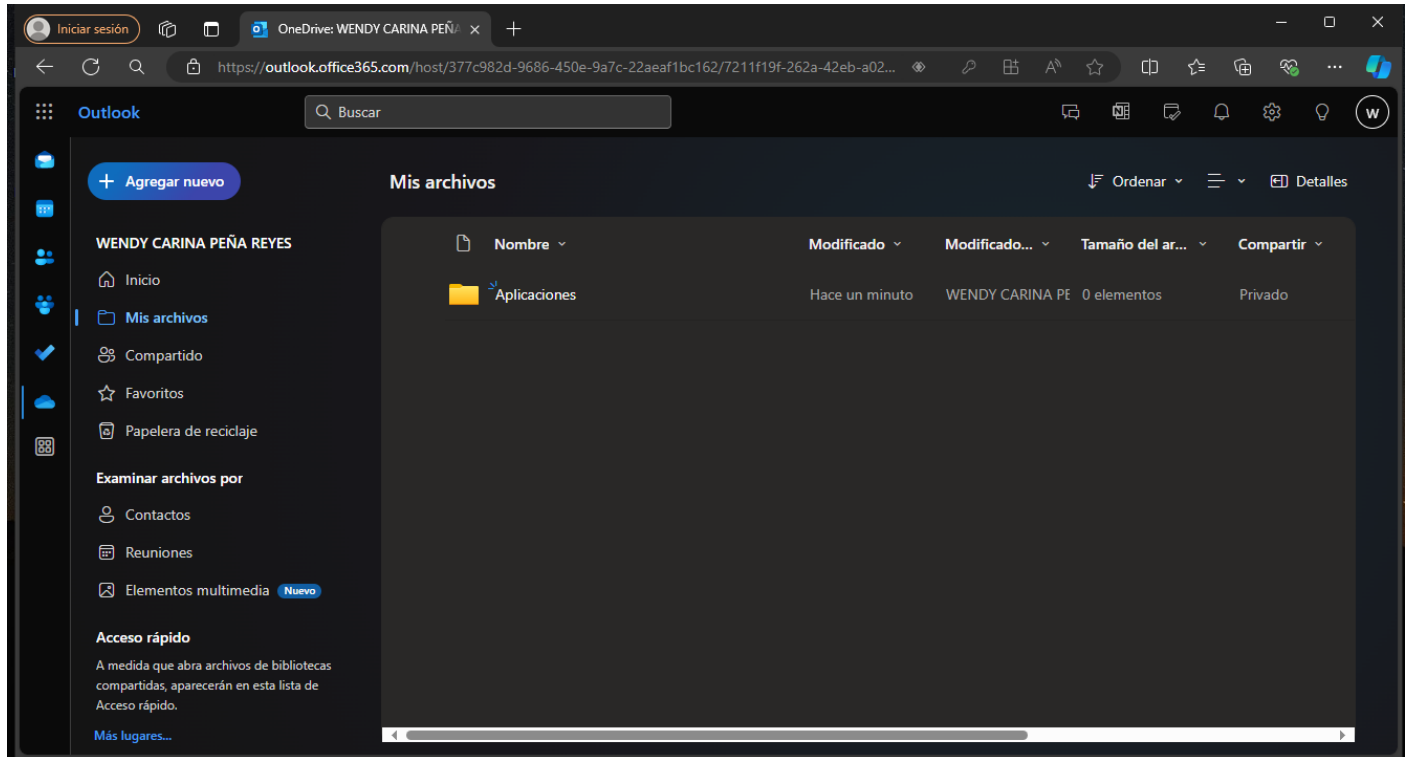 Iniciar sesión
OneDrive: WENDY CARINA PEÑA
https://outlook.office365.com/host/377c982d-9686-450e-9a7c-22aeaf1bc162/7211f19f-262a-42eb-a02...
Outlook
Buscar
W
Agregar nuevo
WENDY CARINA PEÑA REYES
Inicio
Mis archivos
Compartido
Favoritos
Papelera de reciclaje
Examinar archivos por
Contactos
Reuniones
Elementos multimedia Nuevo
Acceso rápido
A medida que abra archivos de bibliotecas
compartidas, aparecerán en esta lista de
Acceso rápido.
Más lugares...
Mis archivos
Ordenar
Detalles
Nombre Modificado Modificado... Tamaño del ar... Compartir
Aplicaciones Hace un minuto WENDY CARINA PE 0 elementos Privado